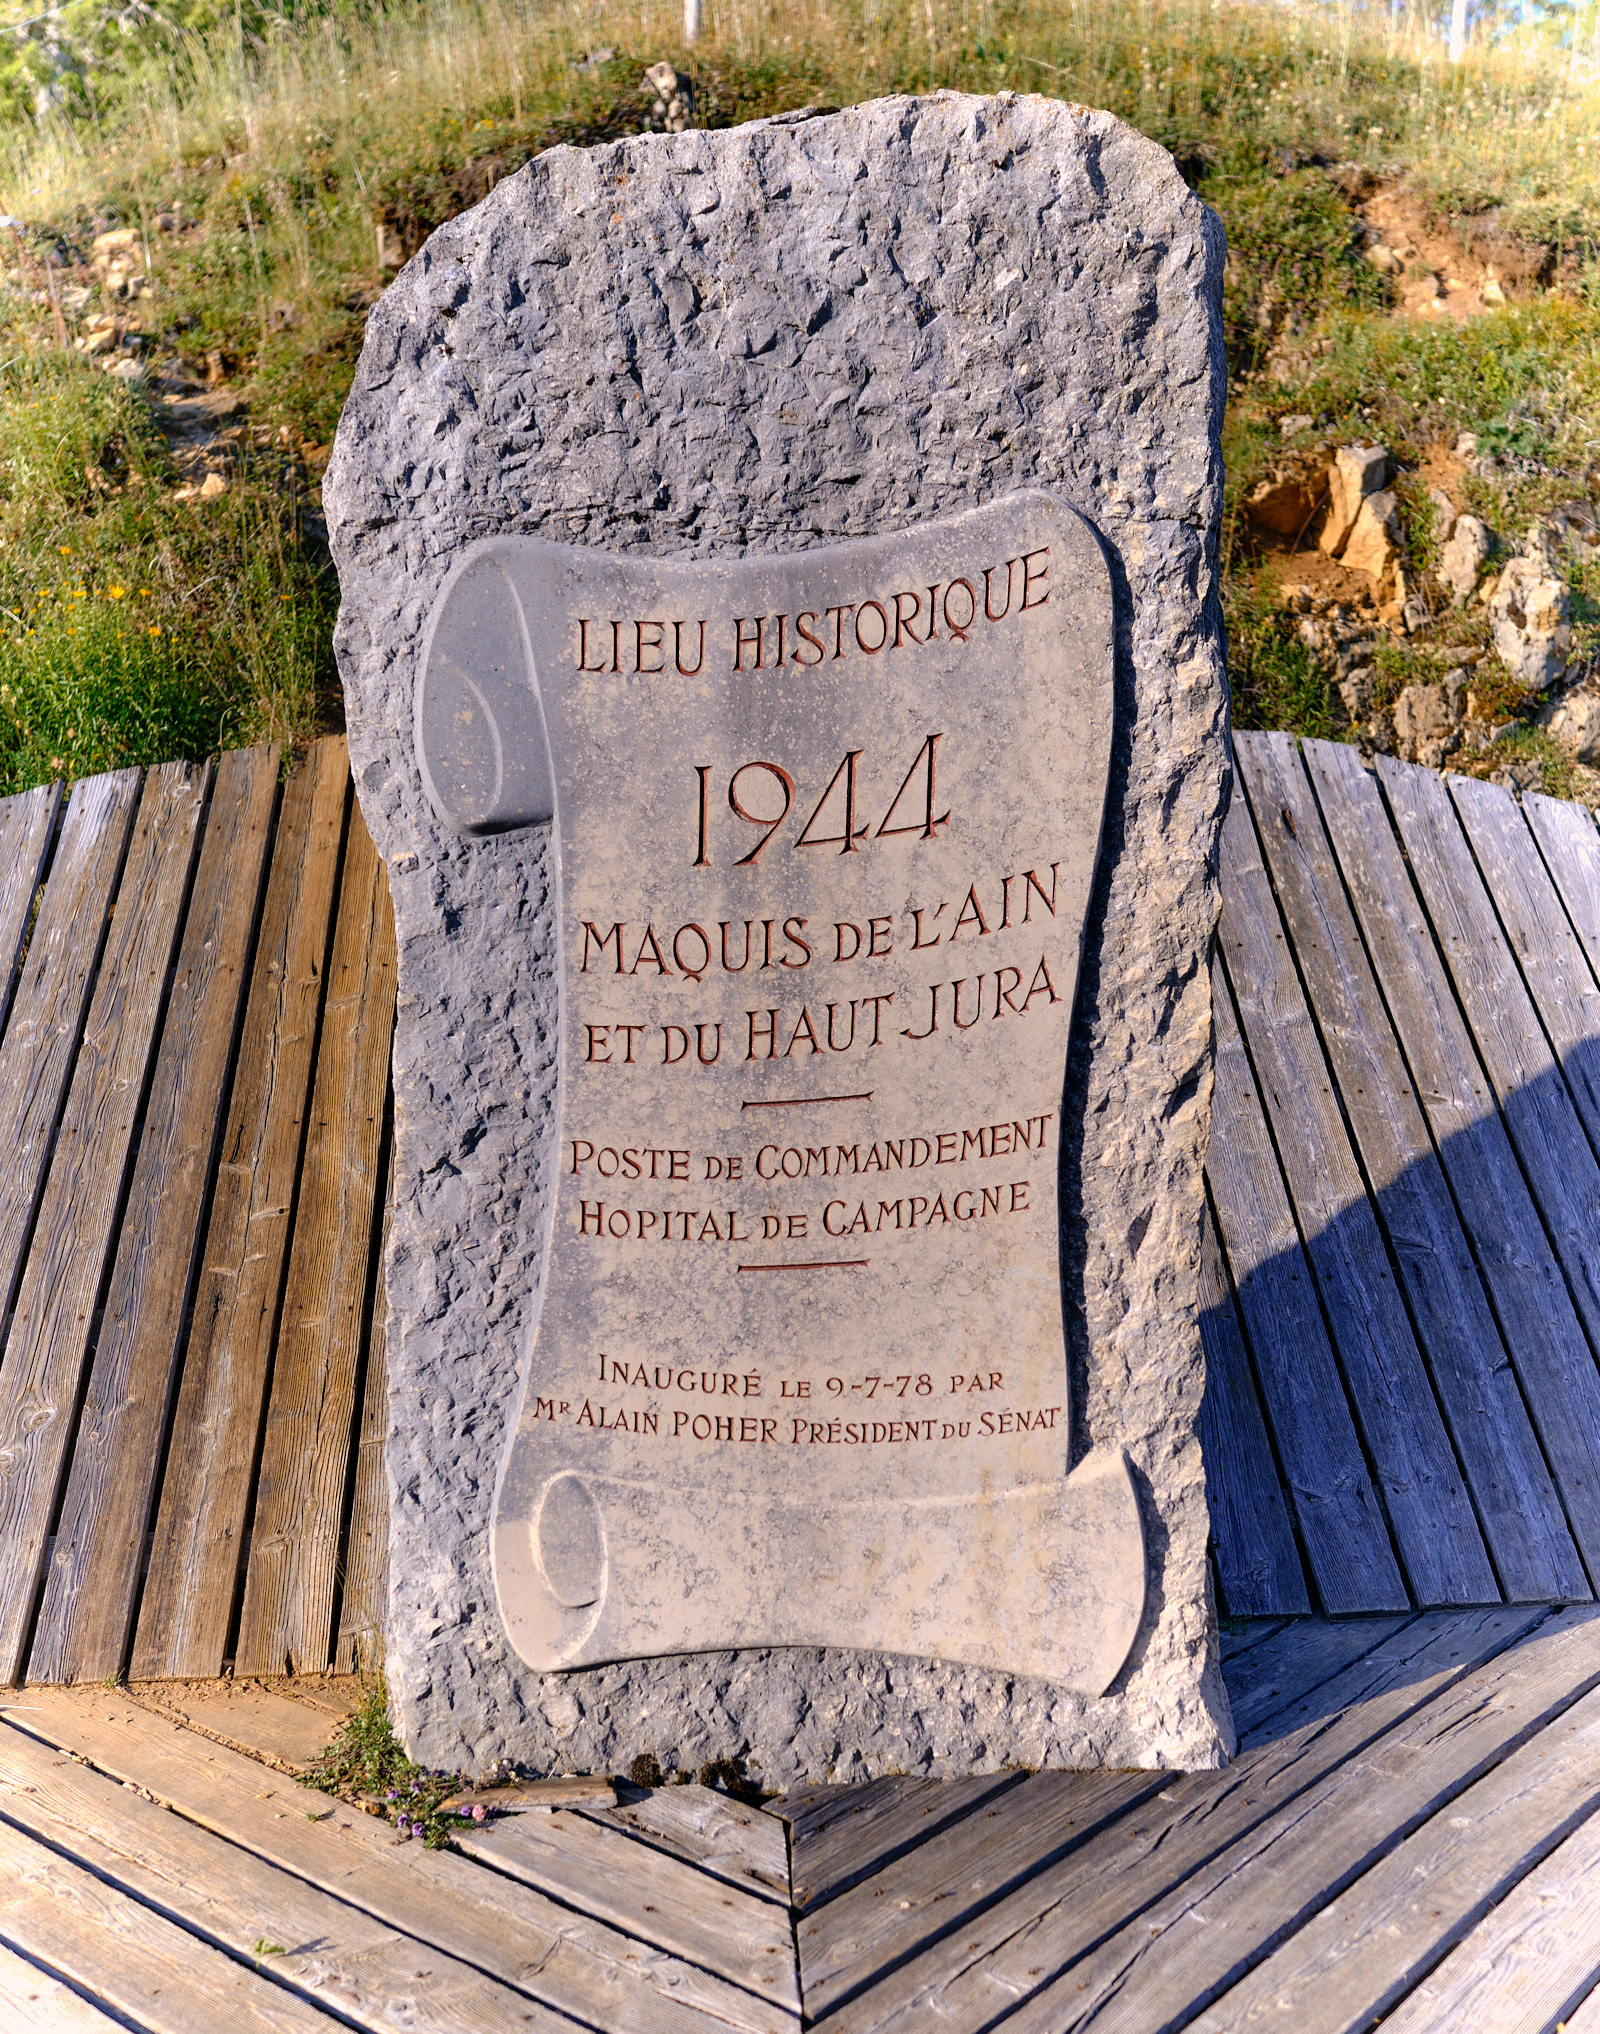 LIEU HISTORIQUE
1944
MAQUIS DE L'AIN
ET DU HAUT JURA
POSTE DE COMMANDEMENT
HOPITAL DE CAMPAGNE
INAUGURÉ LE 9-7-78 PAR
MR ALAIN POHER PRÉSIDENT DU SÉNAT